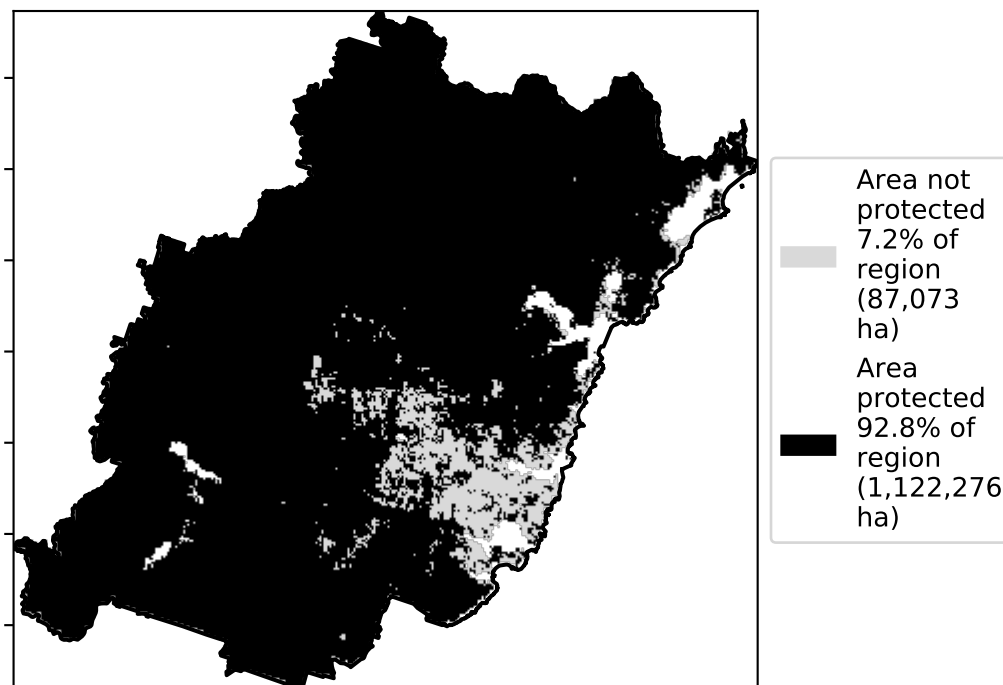 Area not
protected
7.2% of
region
(87,073
ha)
Area
protected
92.8% of
region
(1,122,276
ha)